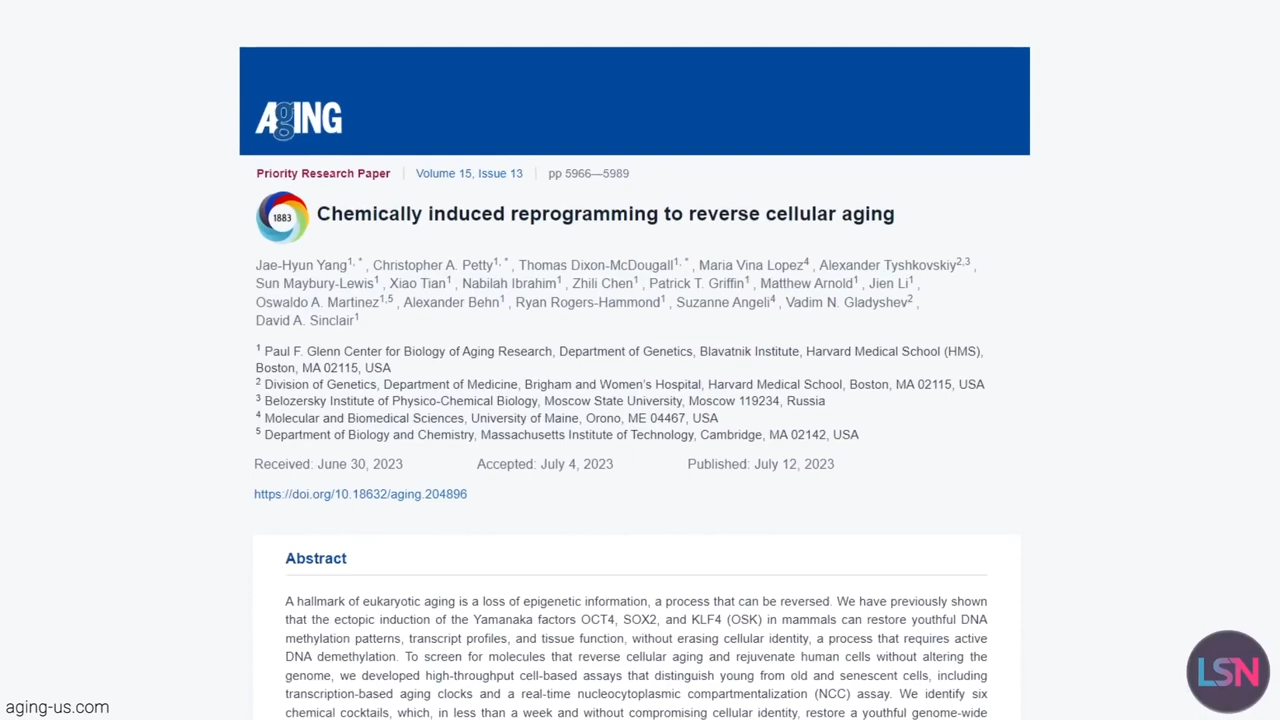 AgING
Priority Research Paper | Volume 15, Issue 13 | pp 5966—5989
1883
Chemically induced reprogramming to reverse cellular aging
Jae-Hyun Yang1, * , Christopher A. Petty1, * , Thomas Dixon-McDougall1, * , Maria Vina Lopez4 , Alexander Tyshkovskiy2,3 ,
Sun Maybury-Lewis1 , Xiao Tian1 , Nabilah Ibrahim1 , Zhili Chen1 , Patrick T. Griffin1 , Matthew Arnold1 , Jien Li1 ,
Oswaldo A. Martinez1,5 , Alexander Behn1 , Ryan Rogers-Hammond1 , Suzanne Angeli4 , Vadim N. Gladyshev2 ,
David A. Sinclair1
1 Paul F. Glenn Center for Biology of Aging Research, Department of Genetics, Blavatnik Institute, Harvard Medical School (HMS),
Boston, MA 02115, USA
2 Division of Genetics, Department of Medicine, Brigham and Women's Hospital, Harvard Medical School, Boston, MA 02115, USA
3 Belozersky Institute of Physico-Chemical Biology, Moscow State University, Moscow 119234, Russia
4 Molecular and Biomedical Sciences, University of Maine, Orono, ME 04467, USA
5 Department of Biology and Chemistry, Massachusetts Institute of Technology, Cambridge, MA 02142, USA
Received: June 30, 2023 Accepted: July 4, 2023 Published: July 12, 2023
https://doi.org/10.18632/aging.204896
Abstract
A hallmark of eukaryotic aging is a loss of epigenetic information, a process that can be reversed. We have previously shown
that the ectopic induction of the Yamanaka factors OCT4, SOX2, and KLF4 (OSK) in mammals can restore youthful DNA
methylation patterns, transcript profiles, and tissue function, without erasing cellular identity, a process that requires active
DNA demethylation. To screen for molecules that reverse cellular aging and rejuvenate human cells without altering the
genome, we developed high-throughput cell-based assays that distinguish young from old and senescent cells, including
transcription-based aging clocks and a real-time nucleocytoplasmic compartmentalization (NCC) assay. We identify six
chemical cocktails, which, in less than a week and without compromising cellular identity, restore a youthful genome-wide
aging-us.com
LSN